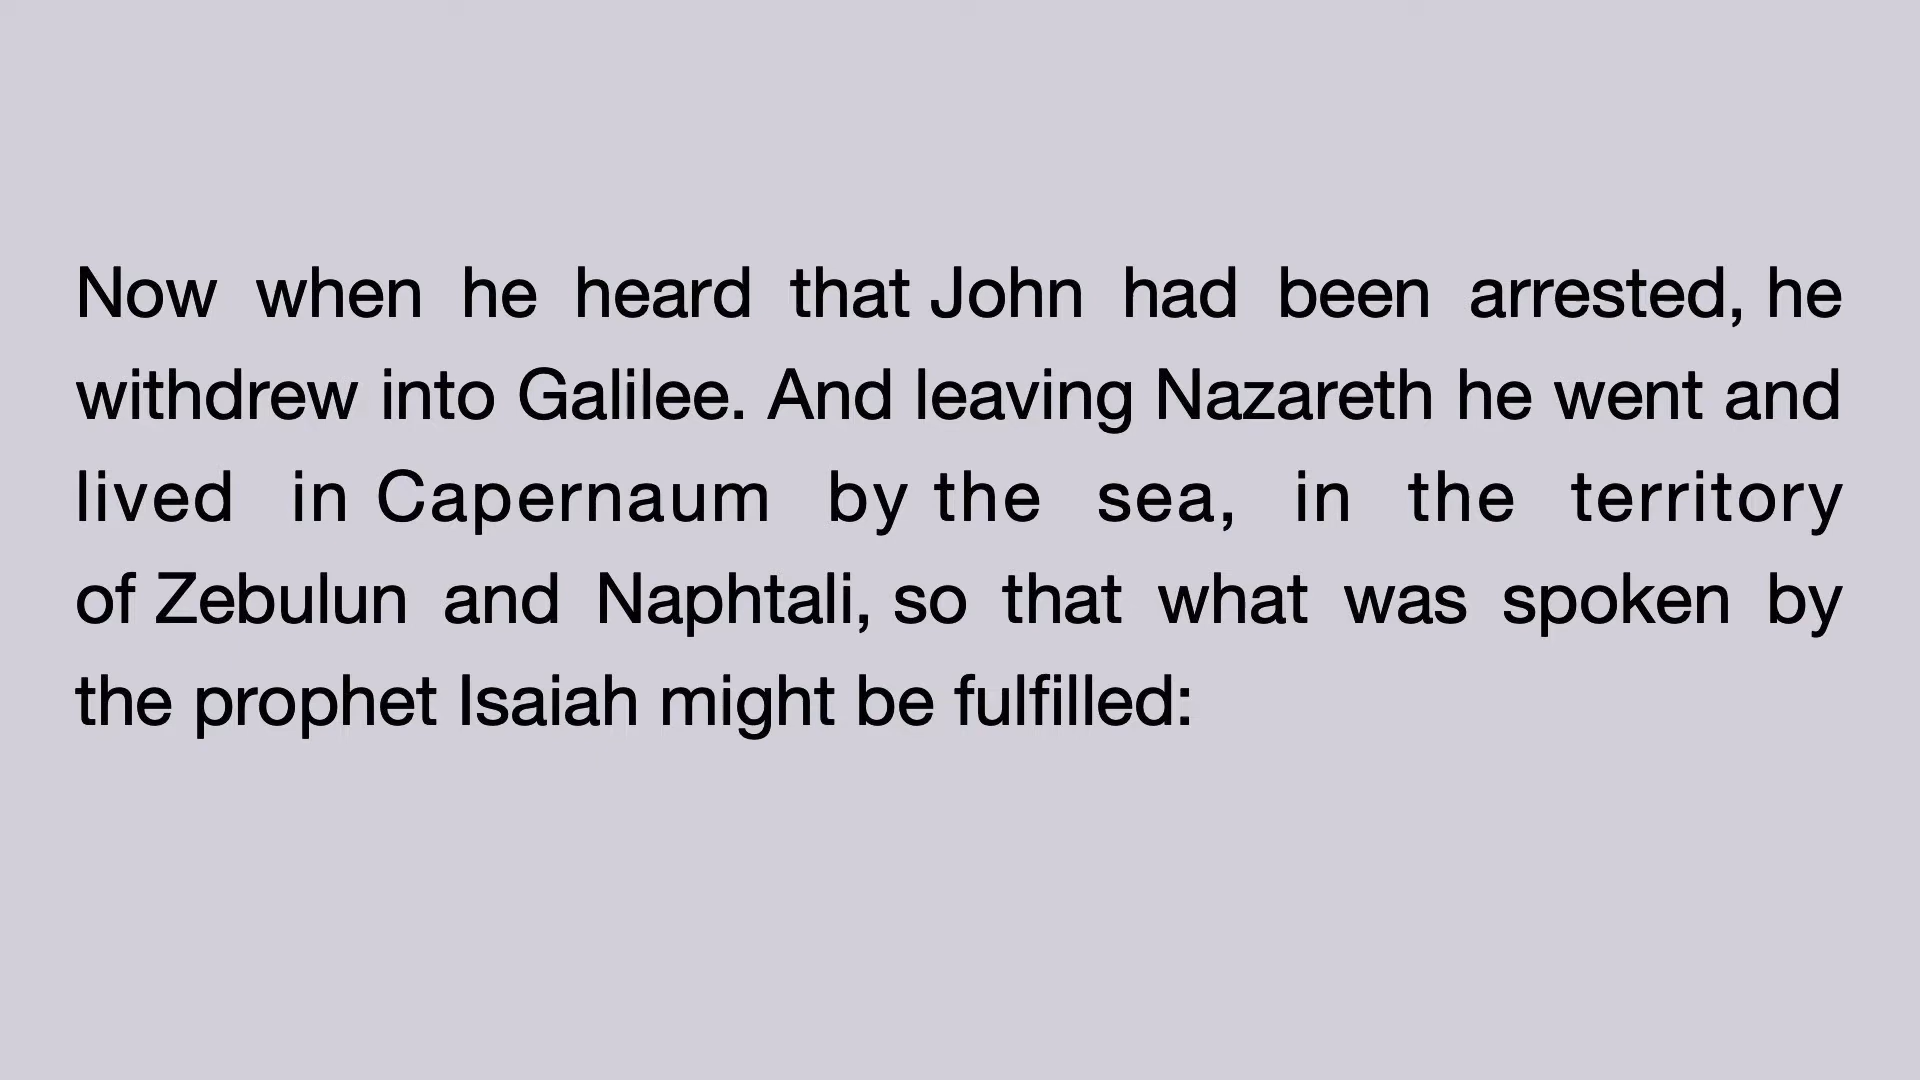 Now when he heard that John had been arrested, he
withdrew into Galilee. And leaving Nazareth he went and
lived in Capernaum by the sea, in the territory
of Zebulun and Naphtali, so that what was spoken by
the prophet Isaiah might be fulfilled: